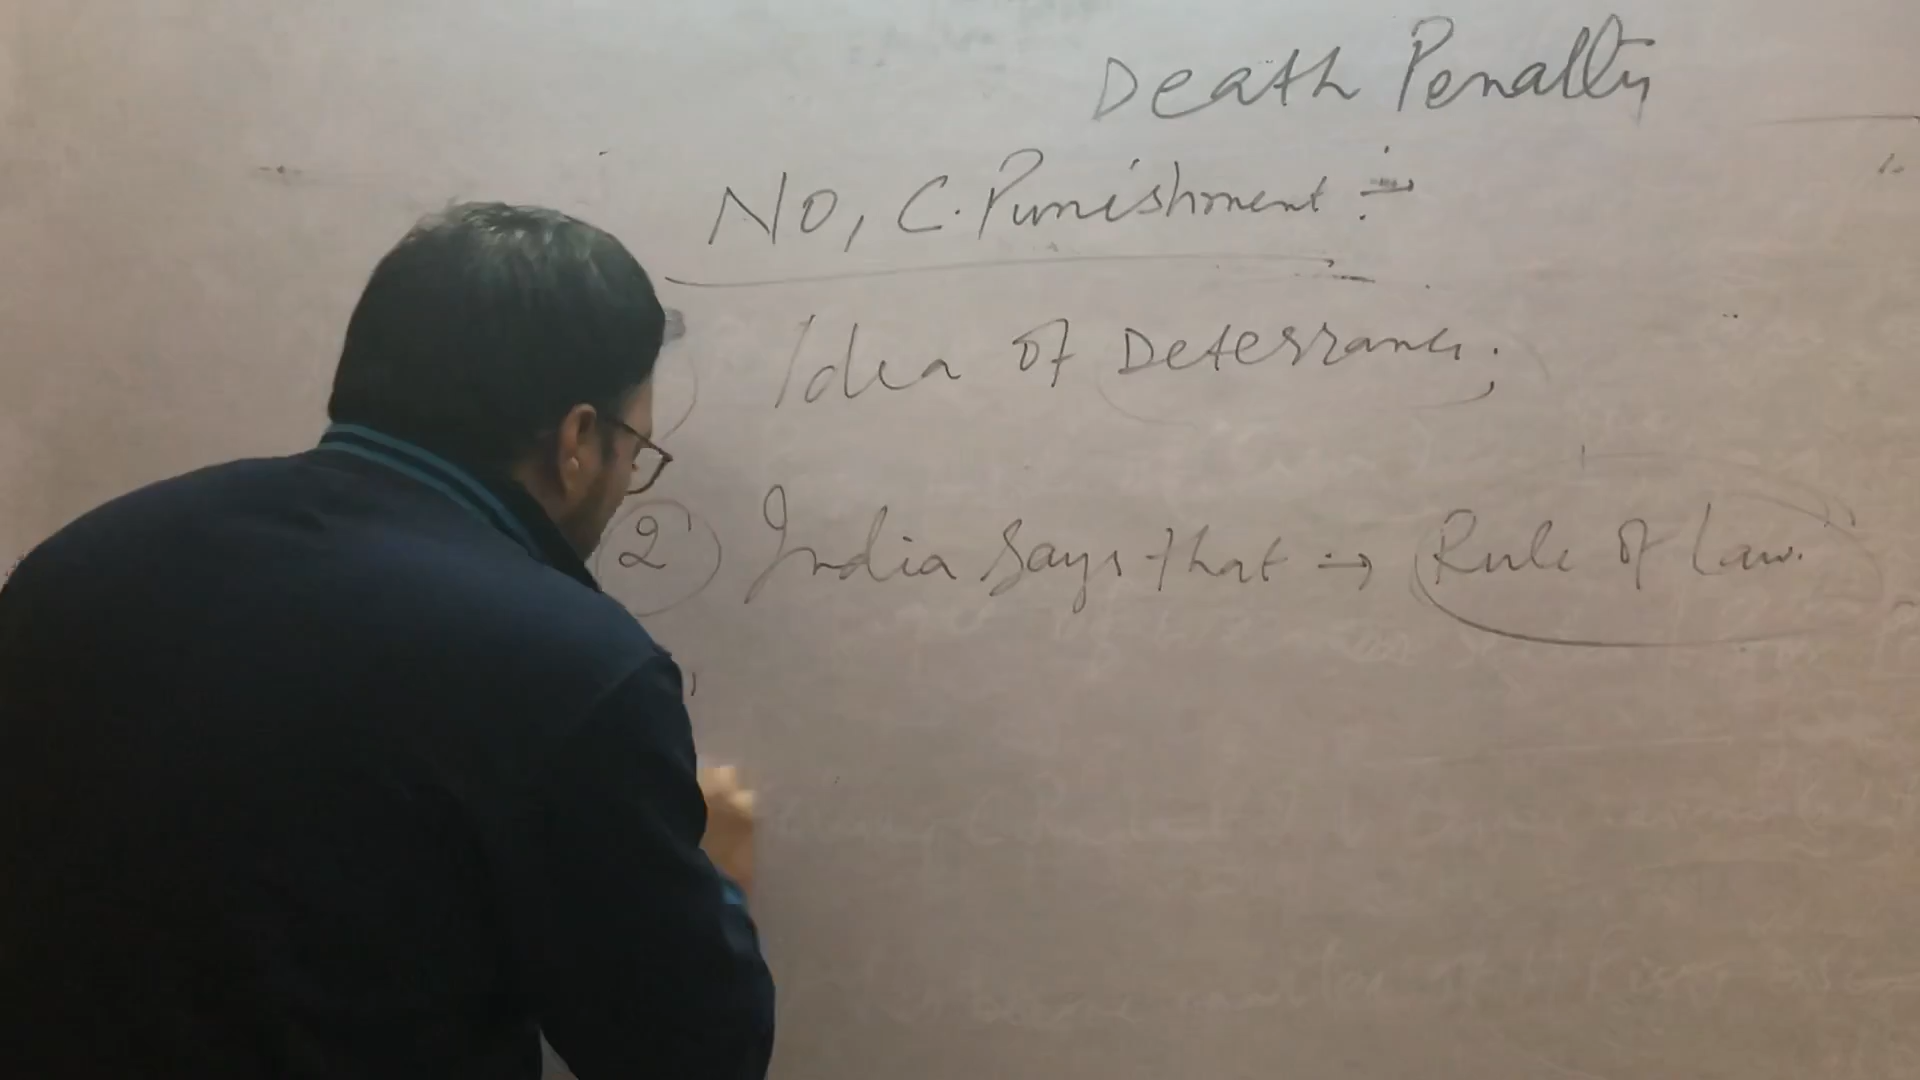 Death Penalty
NO, C. Punishment :-
Idea of Deterrance;
2) India says that → Rule of Law.